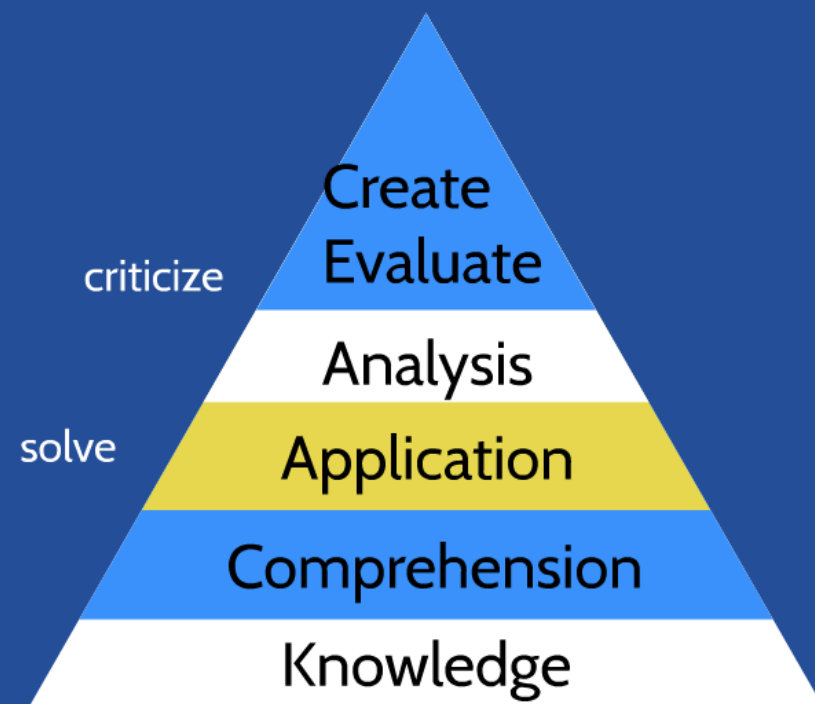 Create
Evaluate
criticize
Analysis
solve
Application
Comprehension
Knowledge